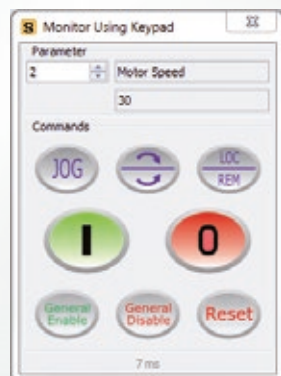 S Monitor Using Keypad
Parameter
2 Motor Speed
30
Commands
JOG LOC
REM
I 0
General General Reset
Enable Disable
7 ms